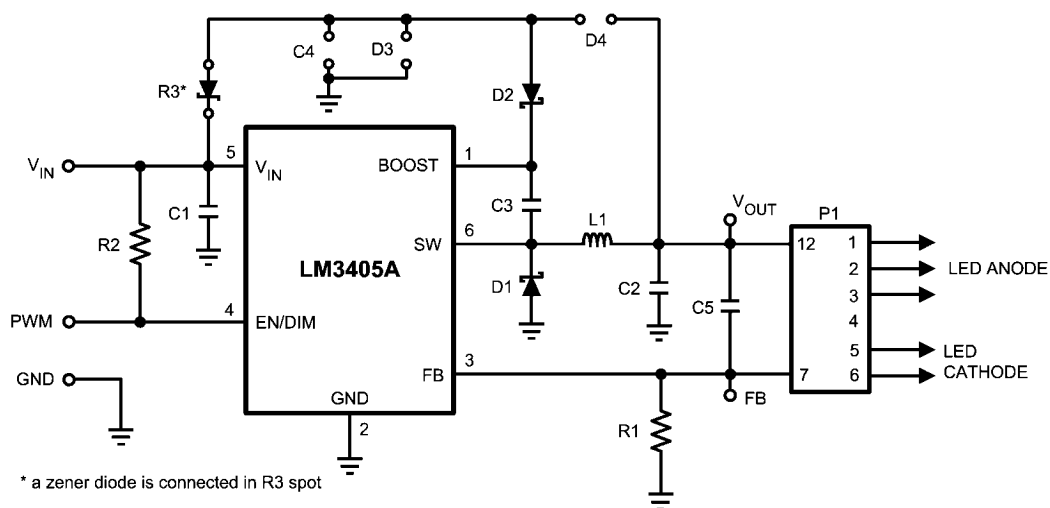 C4
D3
D4
R3*
D2
V_IN
5
V_IN
BOOST
1
C1
C3
V_OUT
P1
R2
SW
6
L1
12
1
LM3405A
2
LED ANODE
D1
C2
C5
3
PWM
4
EN/DIM
4
3
5
LED
GND
FB
7
6
CATHODE
GND
2
R1
FB
* a zener diode is connected in R3 spot